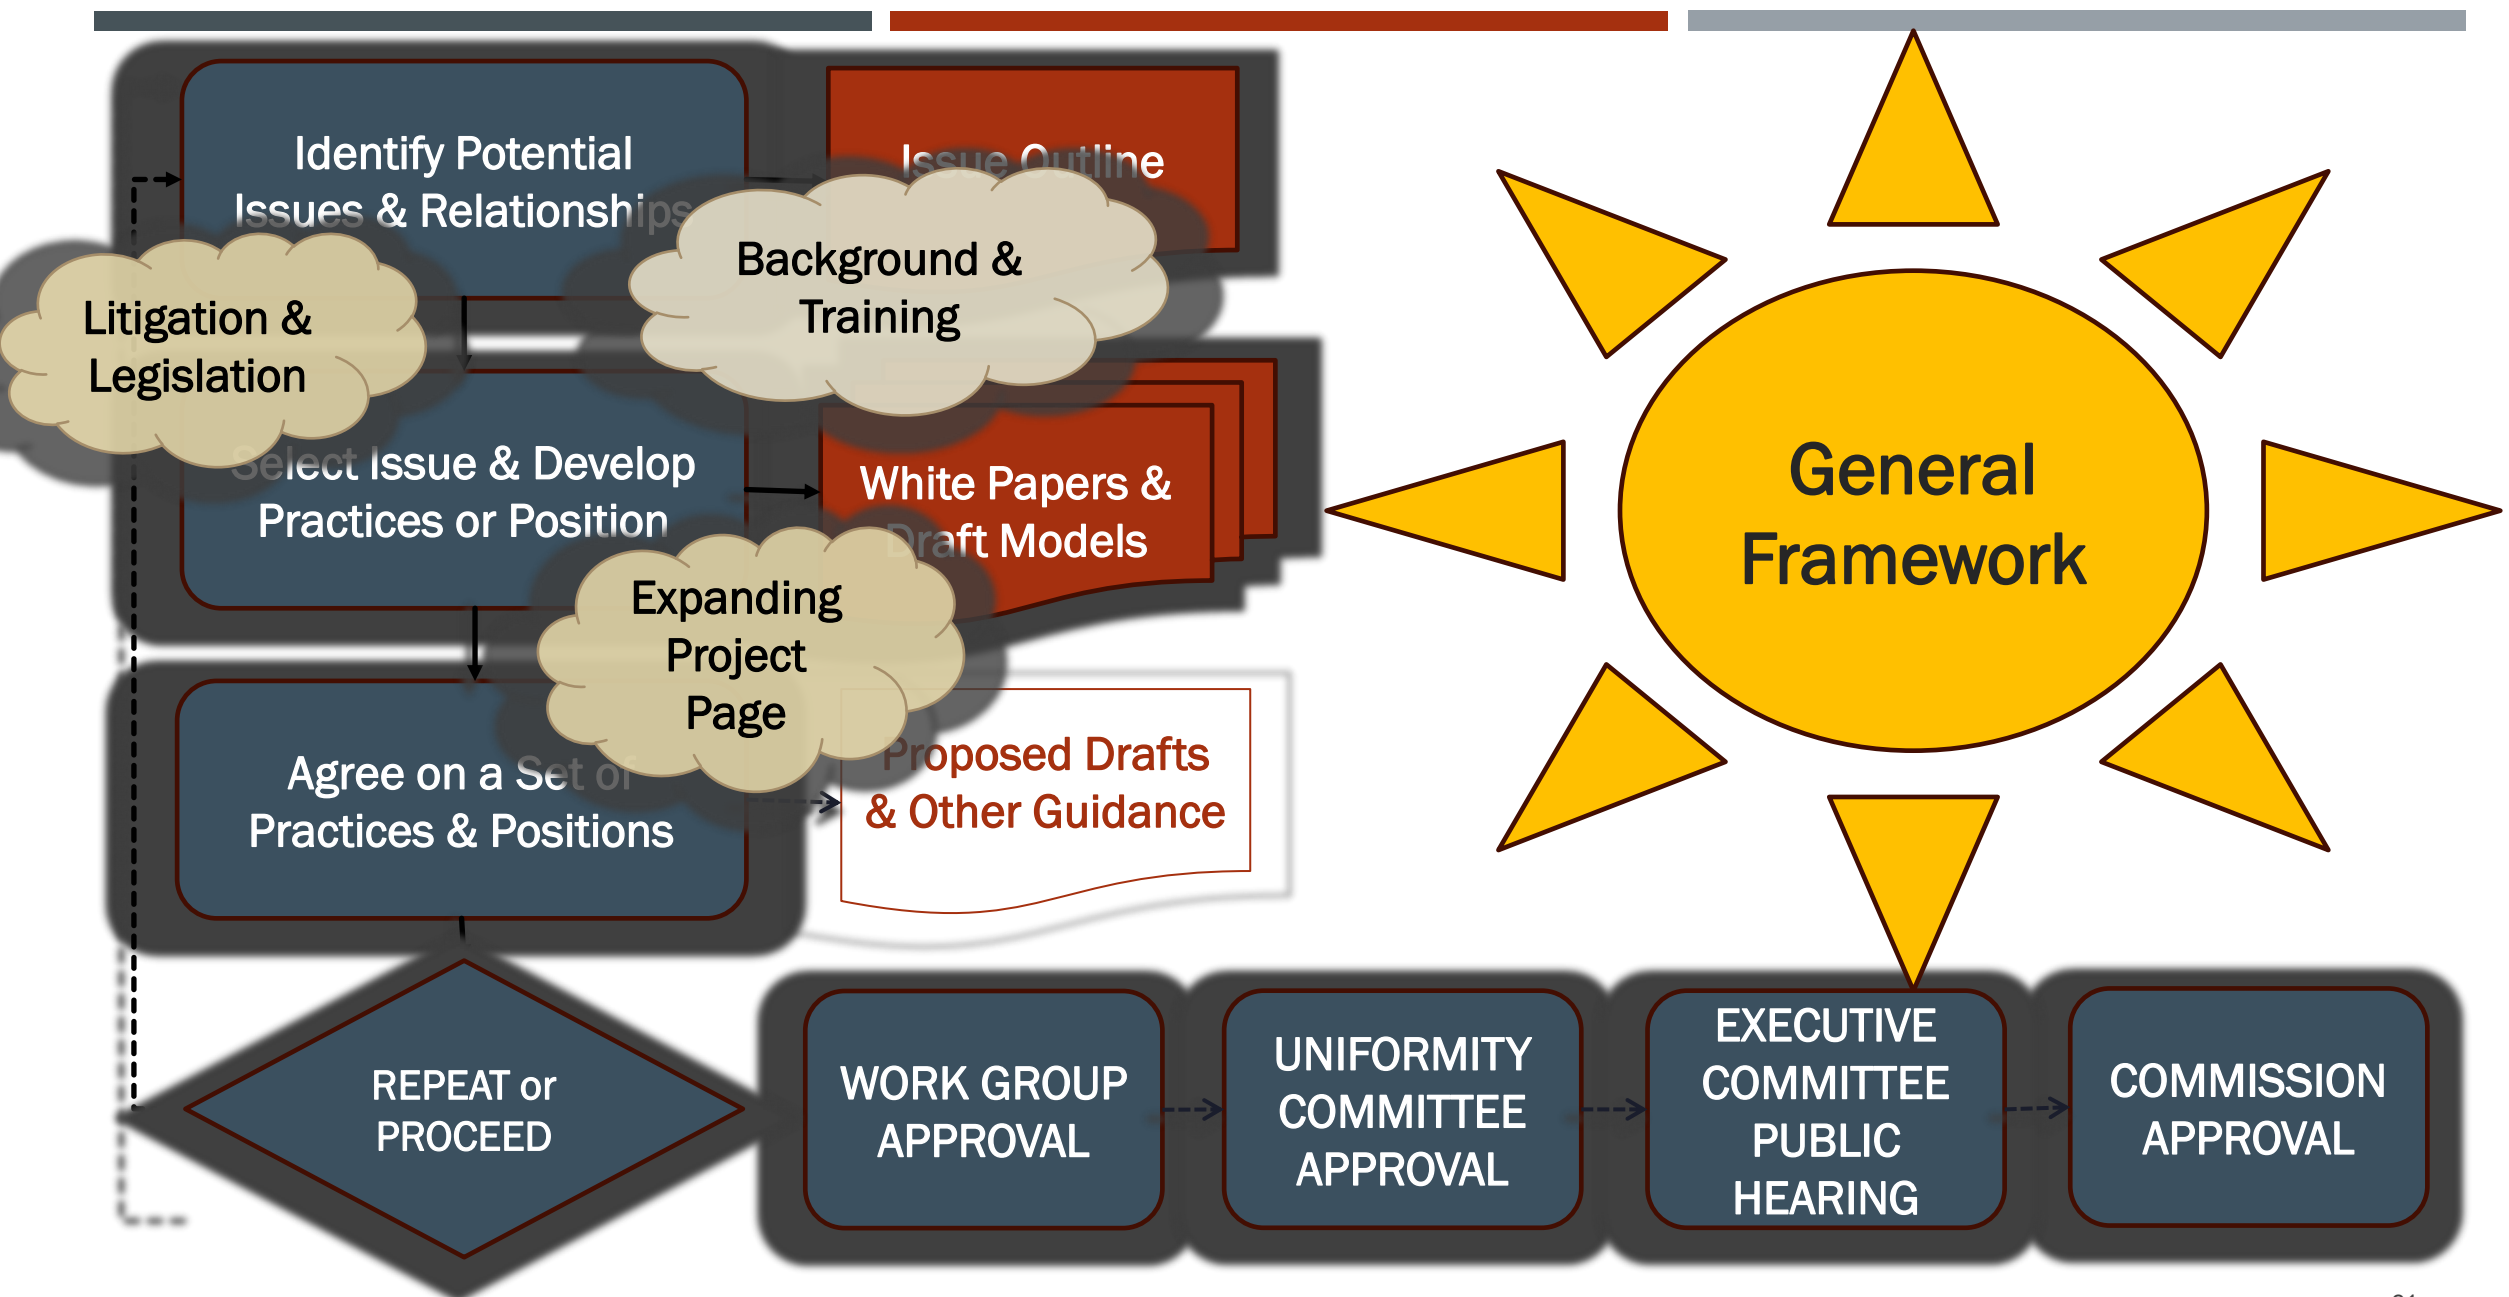 Identify Potential
Issues & Relationships
Issue Outline
Background &
Training
Litigation &
Legislation
Select Issue & Develop
Practices or Position
White Papers &
Draft Models
Expanding
Project
Page
Agree on a Set of
Practices & Positions
Proposed Drafts
& Other Guidance
General
Framework
REPEAT or
PROCEED
WORK GROUP
APPROVAL
UNIFORMITY
COMMITTEE
APPROVAL
EXECUTIVE
COMMITTEE
PUBLIC
HEARING
COMMISSION
APPROVAL